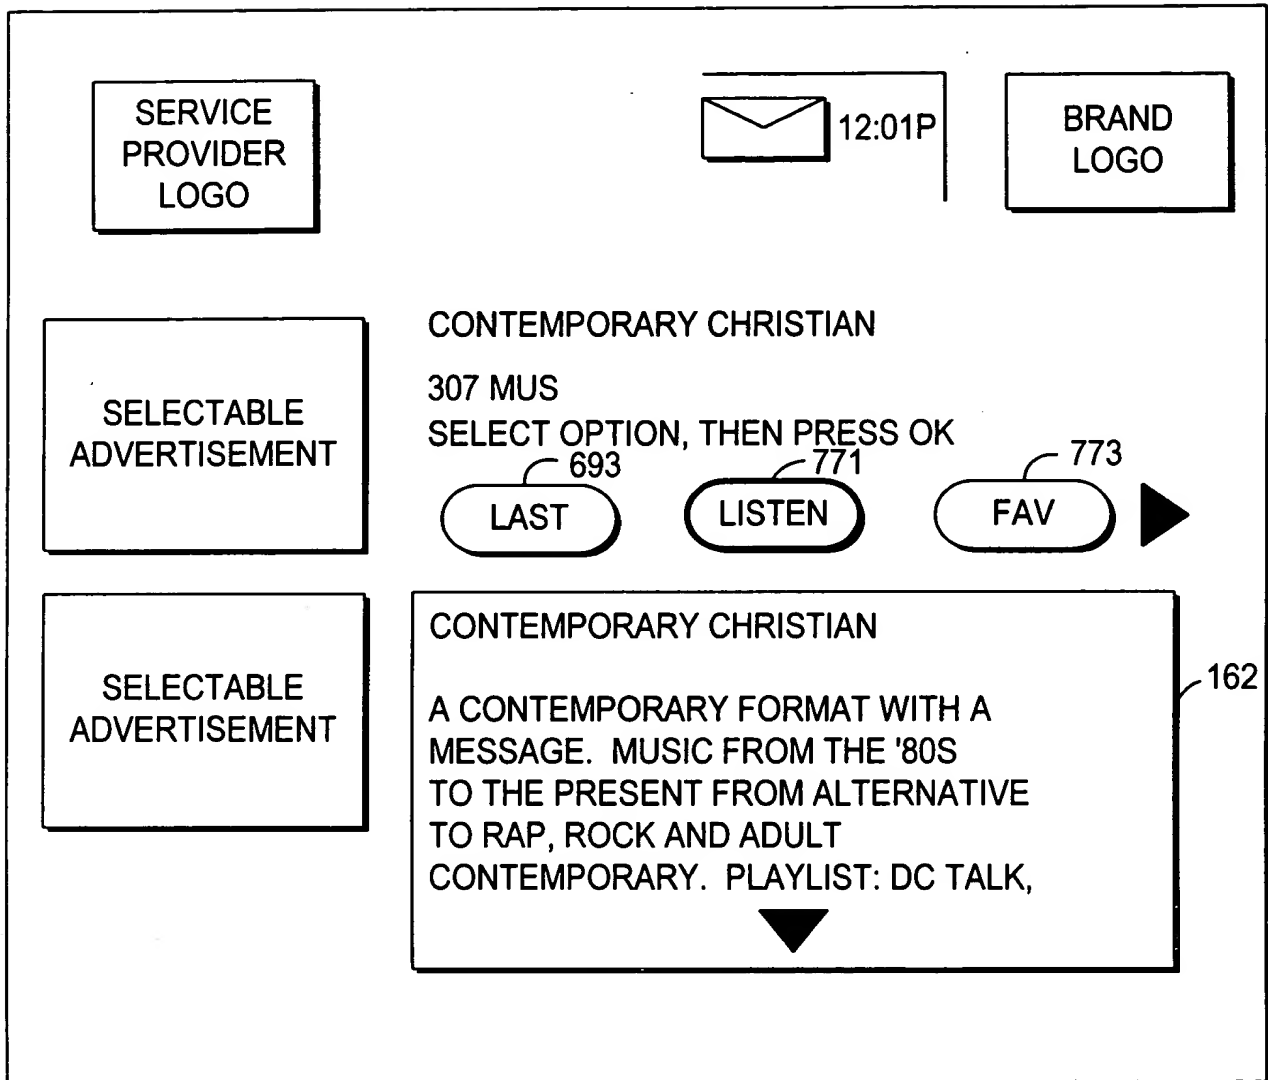 SERVICE
PROVIDER
LOGO
12:01P
BRAND
LOGO
SELECTABLE
ADVERTISEMENT
CONTEMPORARY CHRISTIAN
307 MUS
SELECT OPTION, THEN PRESS OK
693
771
773
LAST
LISTEN
FAV
SELECTABLE
ADVERTISEMENT
CONTEMPORARY CHRISTIAN
162
A CONTEMPORARY FORMAT WITH A
MESSAGE. MUSIC FROM THE '80S
TO THE PRESENT FROM ALTERNATIVE
TO RAP, ROCK AND ADULT
CONTEMPORARY. PLAYLIST: DC TALK,